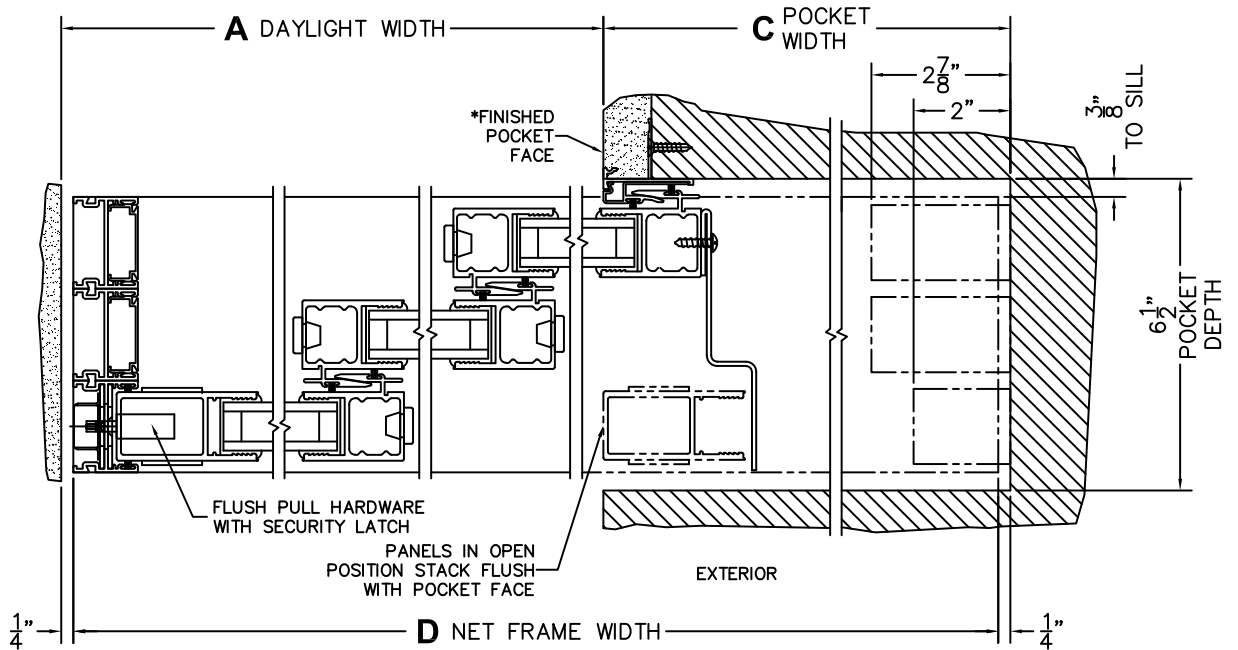 A DAYLIGHT WIDTH
C POCKET
WIDTH
2 7/8"
2"
3/8"
TO SILL
*FINISHED
POCKET
FACE
6 1/2"
POCKET
DEPTH
FLUSH PULL HARDWARE
WITH SECURITY LATCH
PANELS IN OPEN
POSITION STACK FLUSH
WITH POCKET FACE
EXTERIOR
1/4"
D NET FRAME WIDTH
1/4"